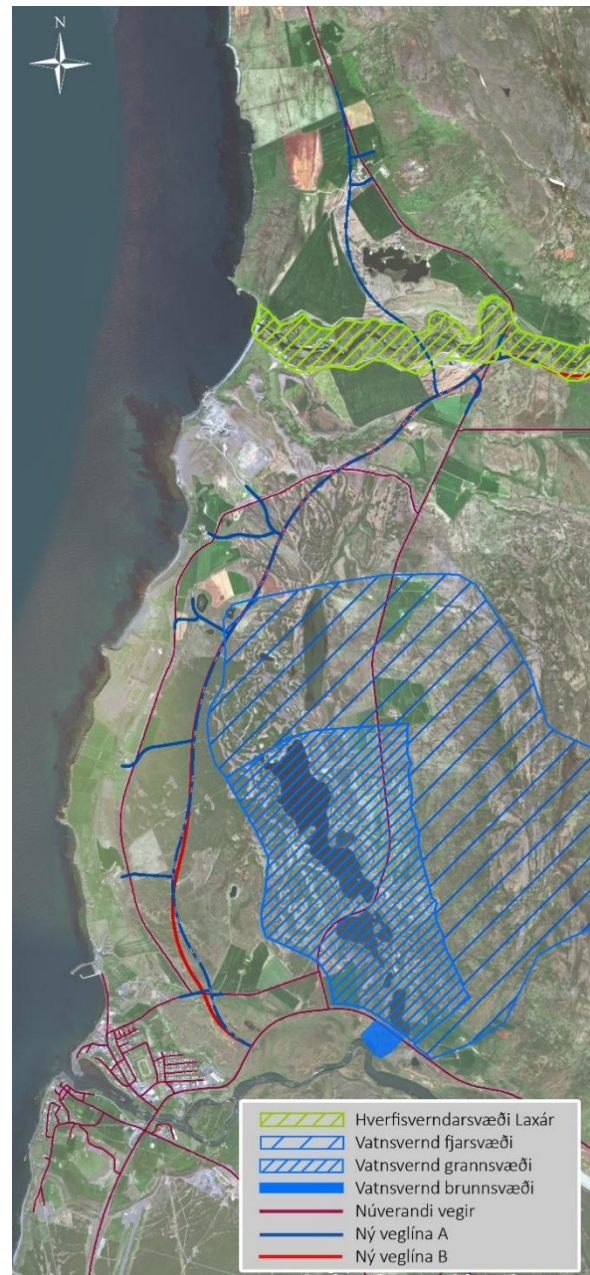 N
Hverfisverndarsvæði Laxár
Vatnsvernd fjarsvæði
Vatnsvernd grannsvæði
Vatnsvernd brunnsvæði
Núverandi vegir
Ný veglína A
Ný veglína B